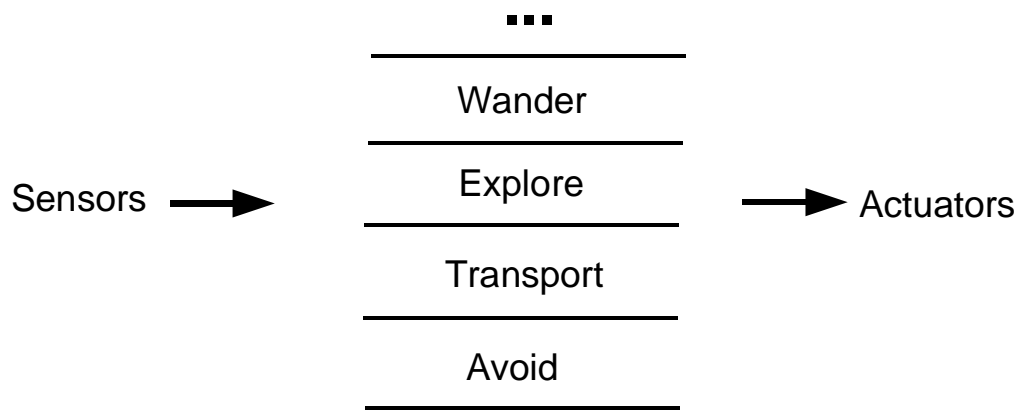 ...
Wander
Explore
Sensors
Actuators
Transport
Avoid